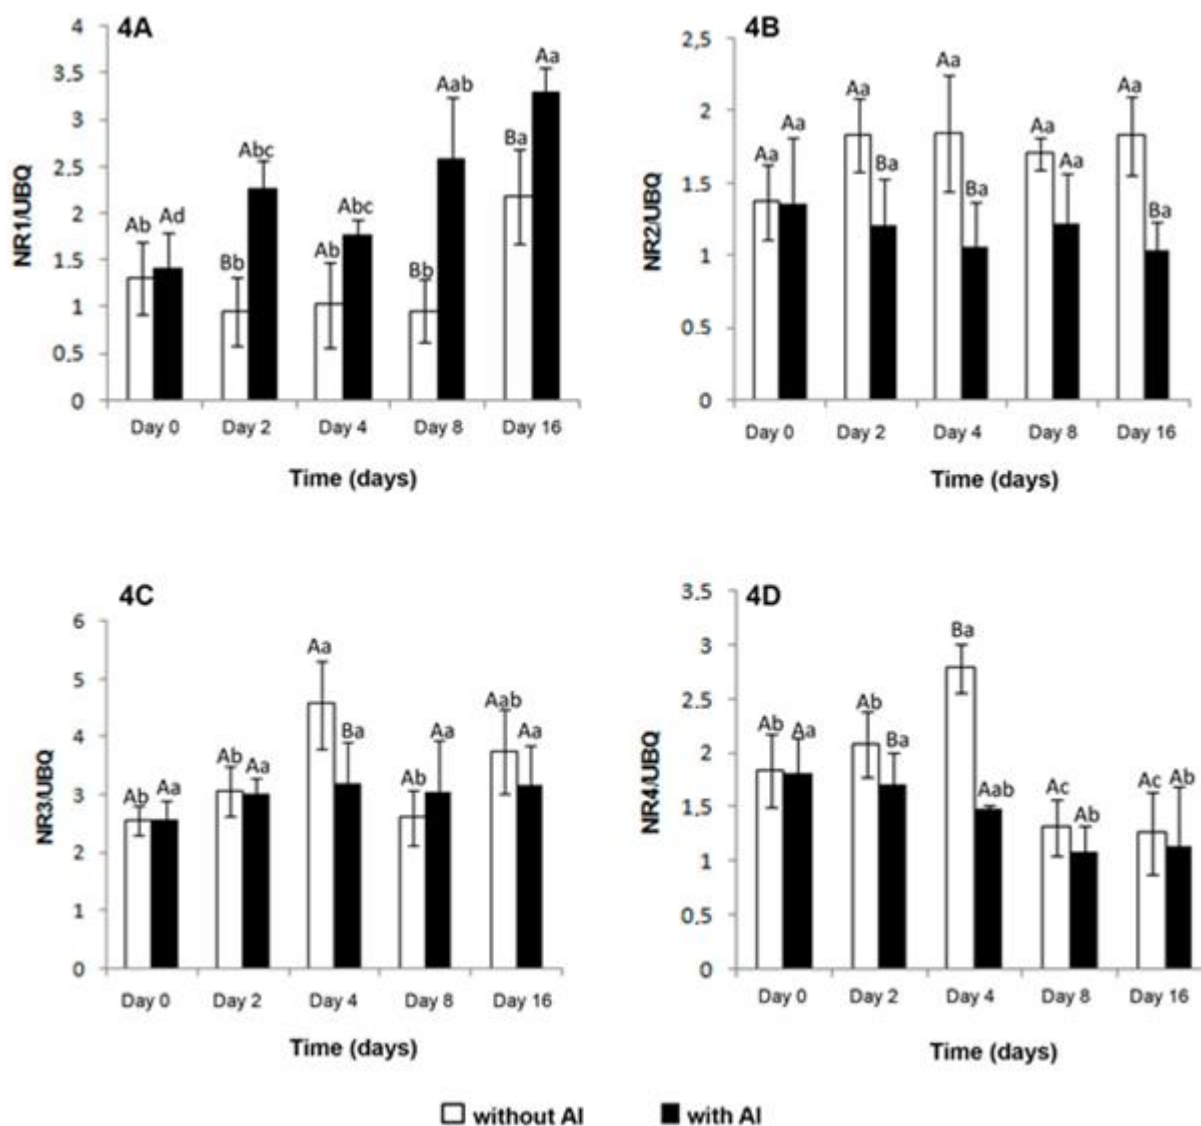 4A
4
3.5
3
2.5
2
1.5
1
0.5
0
NR1/UBQ
Ab Ad Bb Abc Ab Abc Bb Aab Ba Aa
Day 0 Day 2 Day 4 Day 8 Day 16
Time (days)
4B
2,5
2
1.5
1
0.5
0
NR2/UBQ
Aa Aa Aa Ba Aa Ba Aa Aa Aa Ba
Day 0 Day 2 Day 4 Day 8 Day 16
Time (days)
4C
6
5
4
3
2
1
0
NR3/UBQ
Ab Aa Ab Aa Aa Ba Ab Aa Aab Aa
Day 0 Day 2 Day 4 Day 8 Day 16
Time (days)
4D
3.5
3
2.5
2
1.5
1
0.5
0
NR4/UBQ
Ab Aa Ab Ba Ba Aab Ac Ab Ac Ab
Day 0 Day 2 Day 4 Day 8 Day 16
Time (days)
without Al with Al